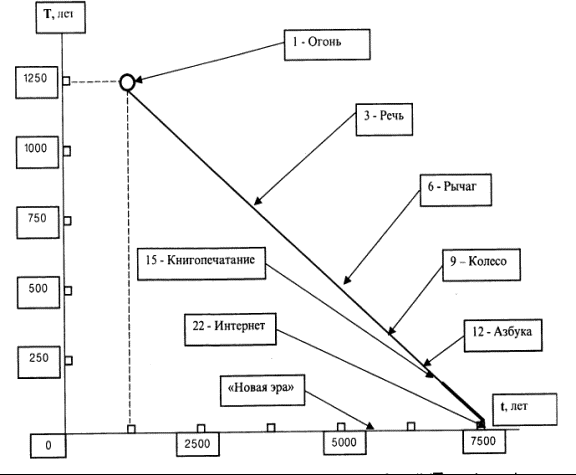 T, лет
1 - Огонь
1250
3 - Речь
1000
6 - Рычаг
750
15 - Книгопечатание
9 – Колесо
500
22 - Интернет
12 - Азбука
250
«Новая эра»
t, лет
0
2500
5000
7500